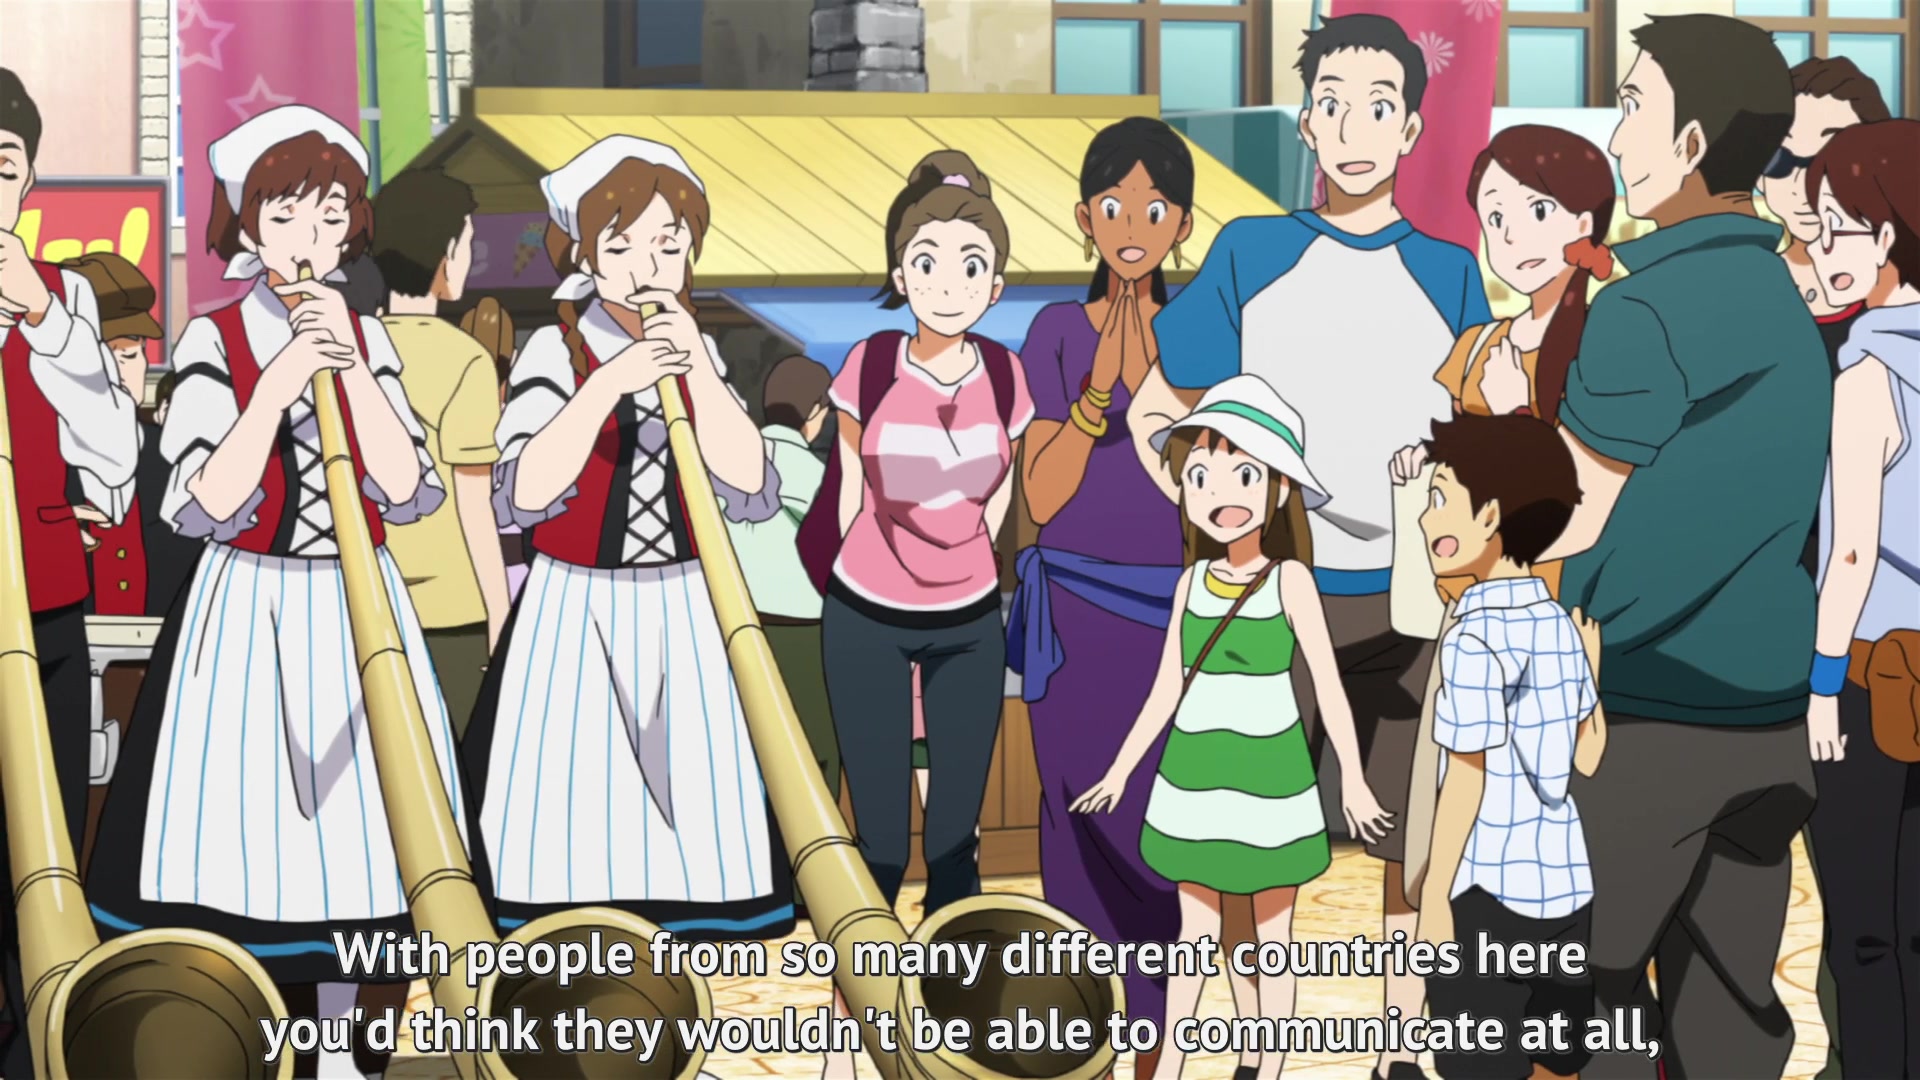 With people from so many different countries here
you'd think they wouldn't be able to communicate at all,